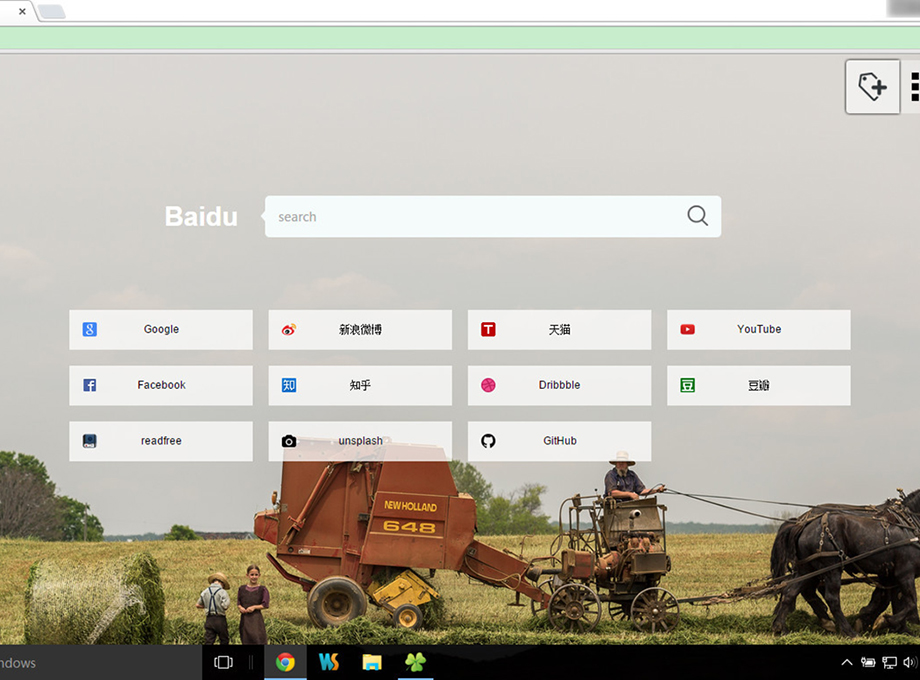 Baidu
search
Google
新浪微博
天猫
YouTube
Facebook
知乎
Dribbble
豆瓣
readfree
unsplash
GitHub
NEW HOLLAND
648
ndows